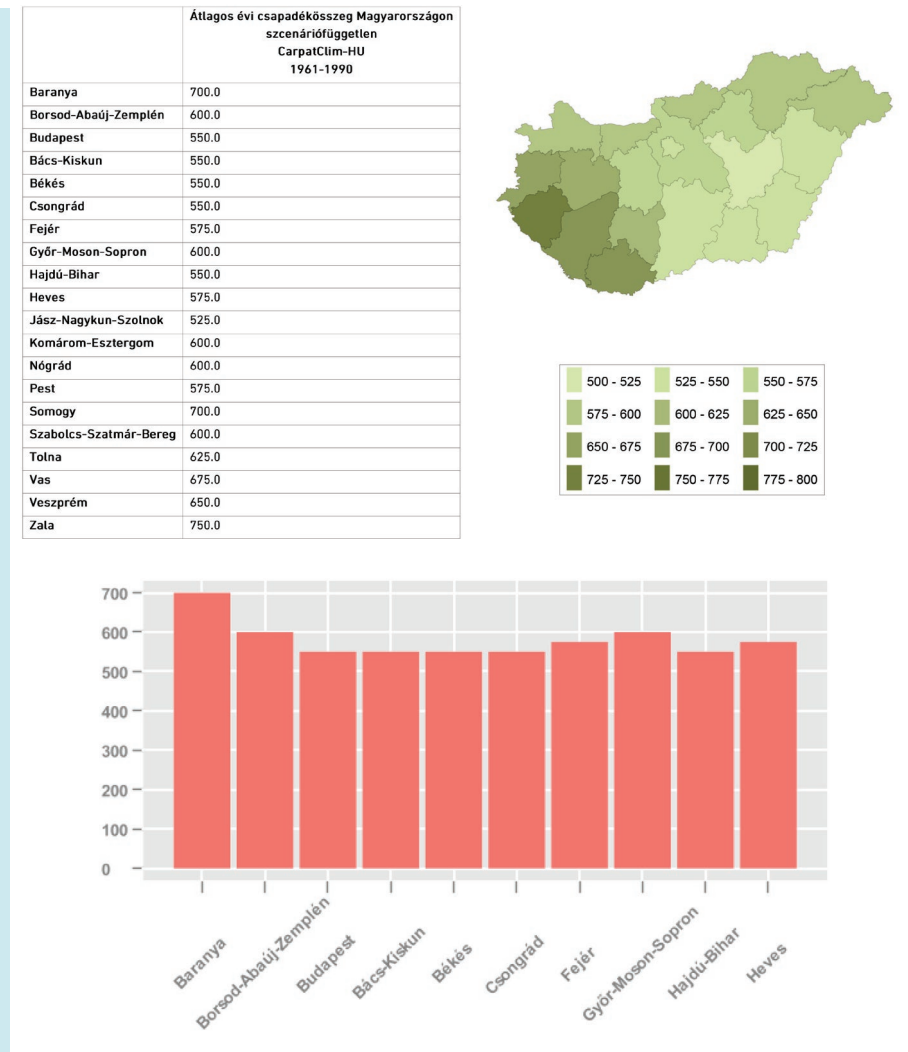 Átlagos évi csapadékösszeg Magyarországon
szcenáriófüggetlen
CarpatClim-HU
1961-1990
Baranya 700.0
Borsod-Abaúj-Zemplén 600.0
Budapest 550.0
Bács-Kiskun 550.0
Békés 550.0
Csongrád 550.0
Fejér 575.0
Győr-Moson-Sopron 600.0
Hajdú-Bihar 550.0
Heves 575.0
Jász-Nagykun-Szolnok 525.0
Komárom-Esztergom 600.0
Nógrád 600.0
Pest 575.0
Somogy 700.0
Szabolcs-Szatmár-Bereg 600.0
Tolna 625.0
Vas 675.0
Veszprém 650.0
Zala 750.0
500 - 525 525 - 550 550 - 575
575 - 600 600 - 625 625 - 650
650 - 675 675 - 700 700 - 725
725 - 750 750 - 775 775 - 800
700
600
500
400
300
200
100
0
Baranya
Borsod-Abaúj-Zemplén
Budapest
Bács-Kiskun
Békés
Csongrád
Fejér
Győr-Moson-Sopron
Hajdú-Bihar
Heves